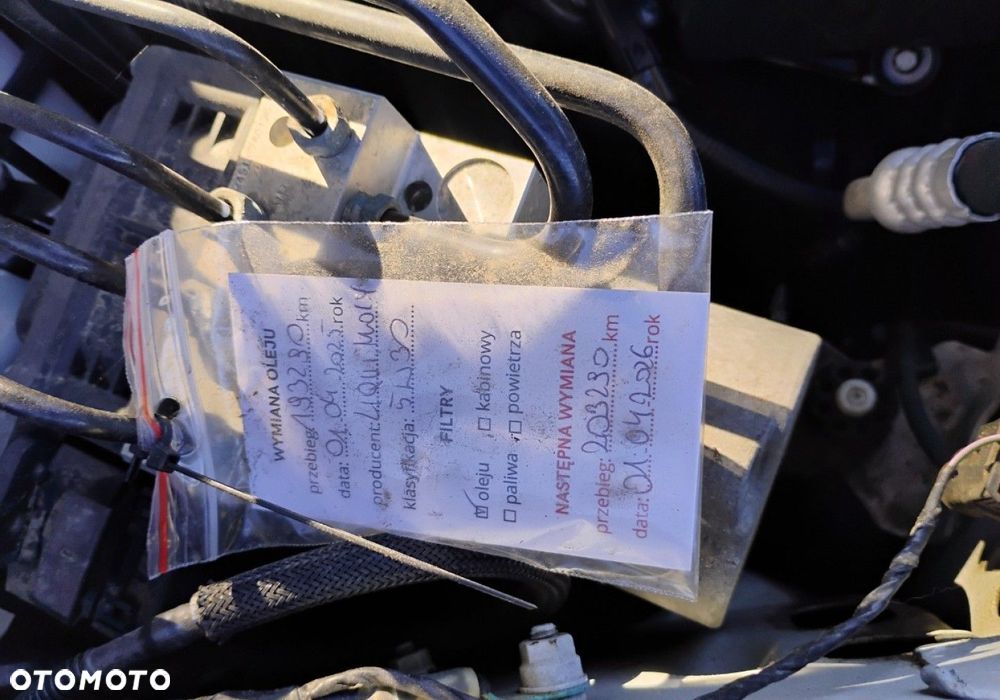 WYMIANA OLEJU
przebieg: 193230 km
data: 01.04.2025 rok
producent: LIQUI MOLY
klasyfikacja: 5W30
FILTRY
☑ oleju ☐ kabinowy
☐ paliwa ☐ powietrza
NASTĘPNA WYMIANA
przebieg: 203230 km
data: 01.04.2026 rok
OTOMOTO